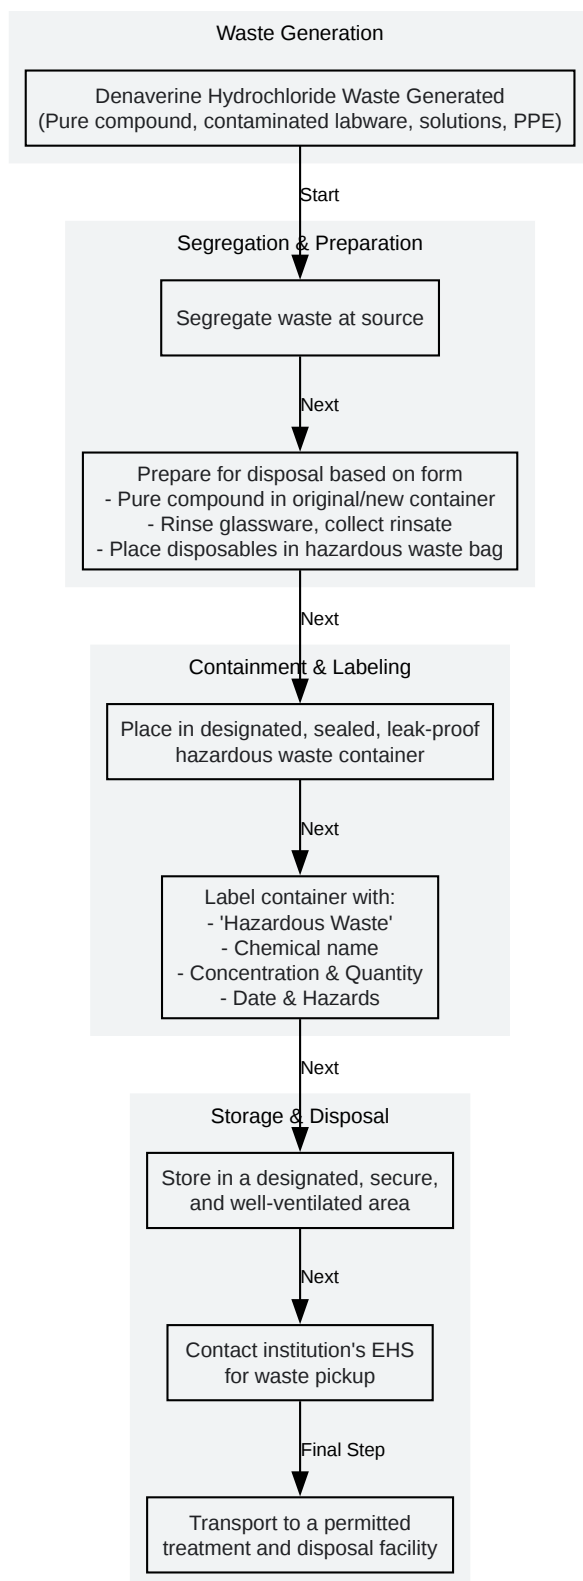 Waste Generation
Denaverine Hydrochloride Waste Generated
(Pure compound, contaminated labware, solutions, PPE)
Start
Segregation & Preparation
Segregate waste at source
Next
Prepare for disposal based on form
- Pure compound in original/new container
- Rinse glassware, collect rinsate
- Place disposables in hazardous waste bag
Next
Containment & Labeling
Place in designated, sealed, leak-proof
hazardous waste container
Next
Label container with:
- 'Hazardous Waste'
- Chemical name
- Concentration & Quantity
- Date & Hazards
Next
Storage & Disposal
Store in a designated, secure,
and well-ventilated area
Next
Contact institution's EHS
for waste pickup
Final Step
Transport to a permitted
treatment and disposal facility